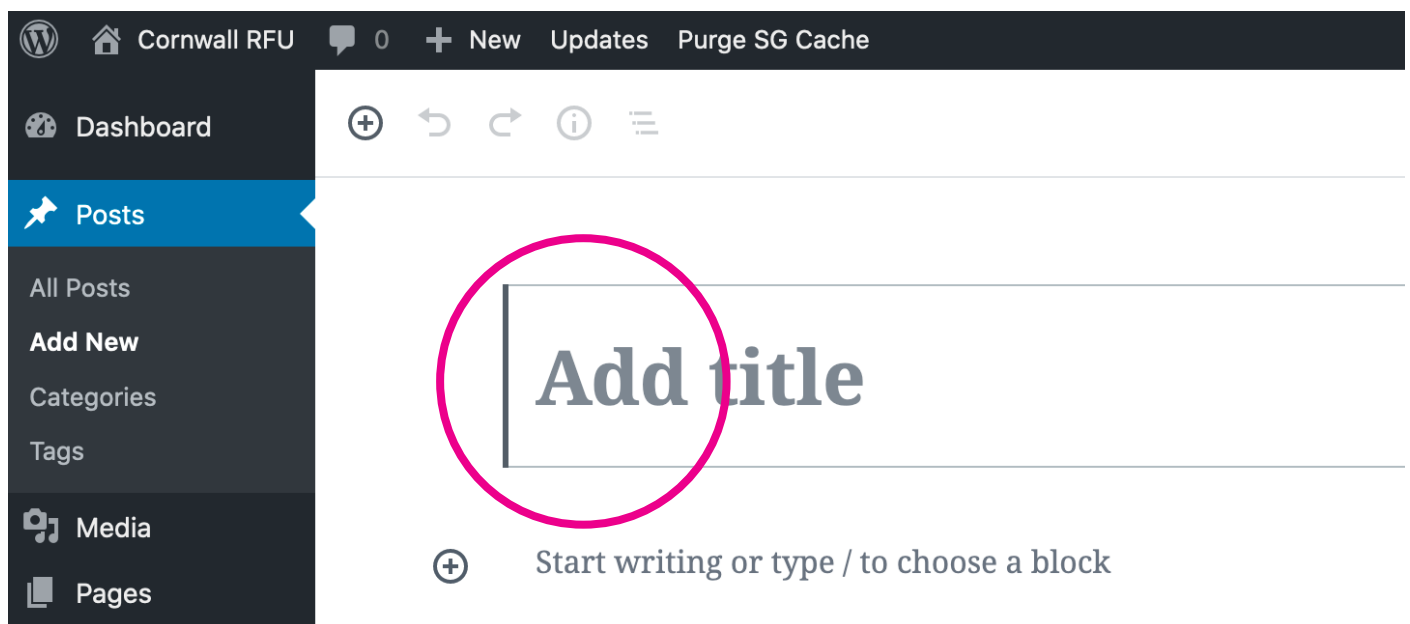 Cornwall RFU 0 New Updates Purge SG Cache
Dashboard
Posts
All Posts
Add New
Categories
Tags
Media
Pages
Add title
Start writing or type / to choose a block